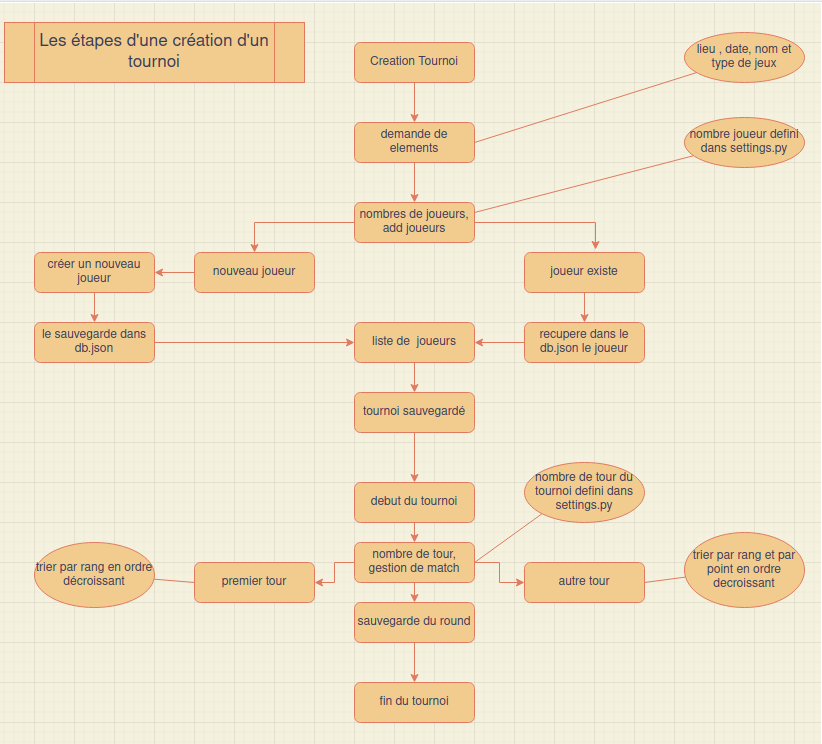 Les étapes d'une création d'un
tournoi
Creation Tournoi
lieu , date, nom et
type de jeux
demande de
elements
nombre joueur defini
dans settings.py
nombres de joueurs,
add joueurs
créer un nouveau
joueur
nouveau joueur
joueur existe
le sauvegarde dans
db.json
liste de  joueurs
recupere dans le
db.json le joueur
tournoi sauvegardé
debut du tournoi
nombre de tour du
tournoi defini dans
settings.py
nombre de tour,
gestion de match
trier par rang en ordre
décroissant
premier tour
autre tour
trier par rang et par
point en ordre
decroissant
sauvegarde du round
fin du tournoi